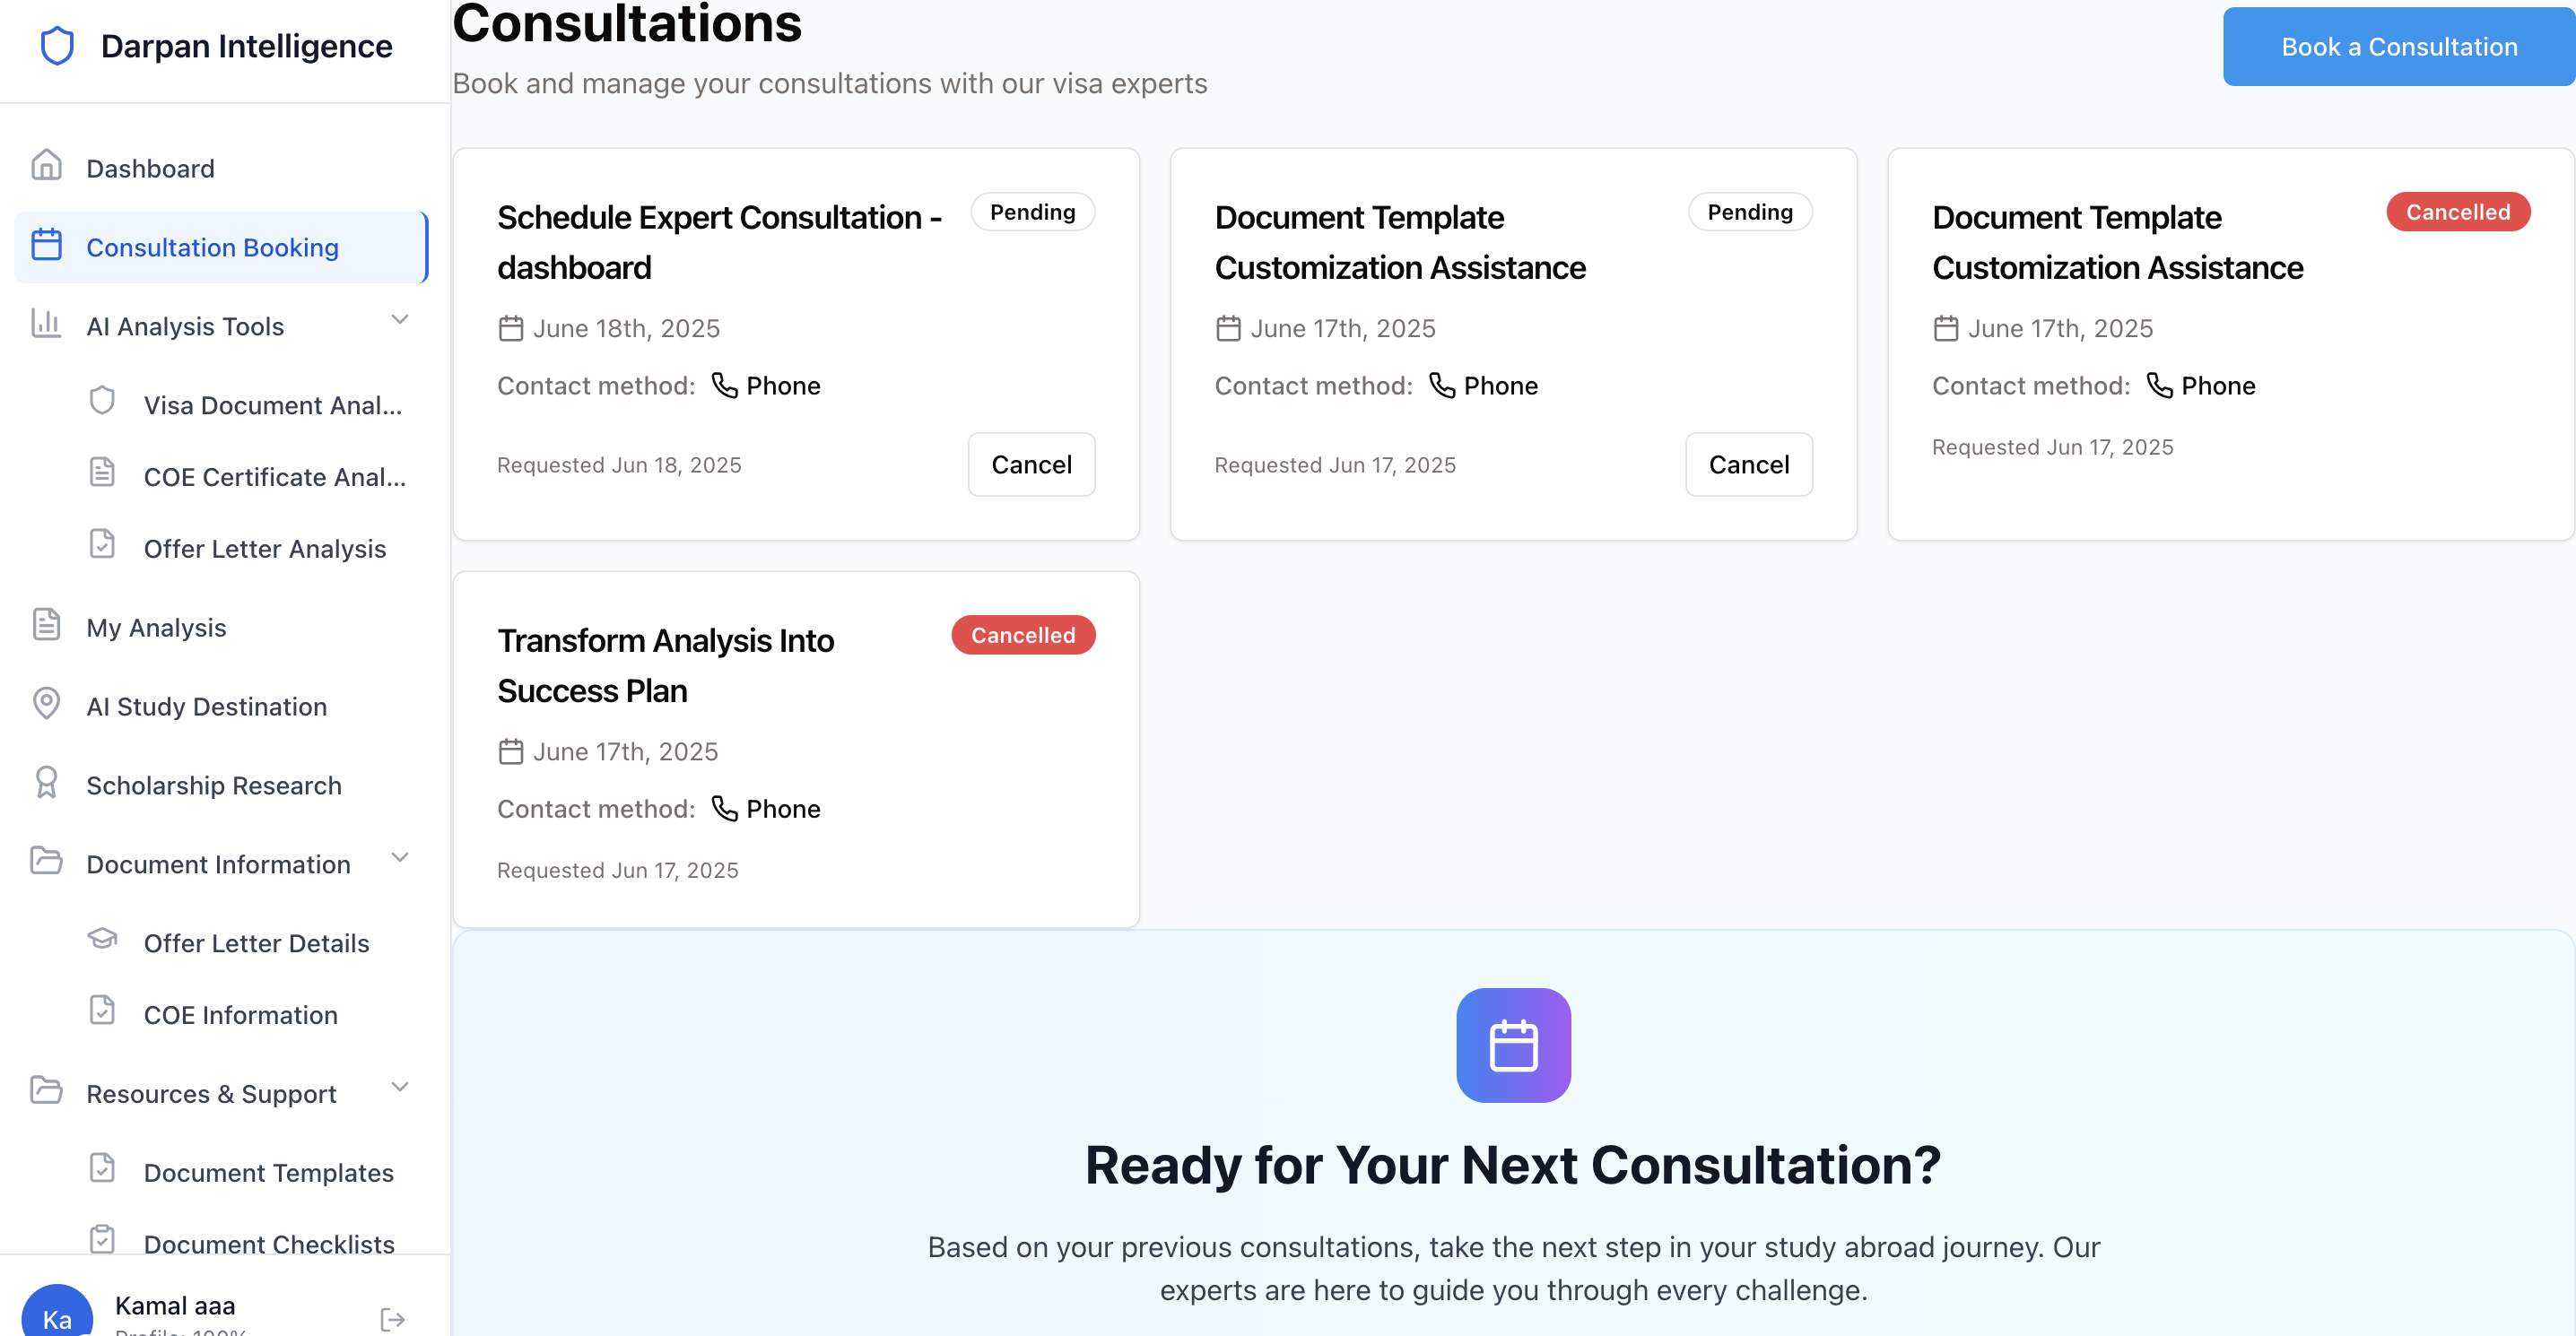 Darpan Intelligence
Dashboard
Consultation Booking
AI Analysis Tools
Visa Document Anal...
COE Certificate Anal...
Offer Letter Analysis
My Analysis
AI Study Destination
Scholarship Research
Document Information
Offer Letter Details
COE Information
Resources & Support
Document Templates
Document Checklists
Ka
Kamal aaa
Profile: 100%
Consultations
Book and manage your consultations with our visa experts
Book a Consultation
Schedule Expert Consultation -
dashboard
Pending
June 18th, 2025
Contact method: Phone
Requested Jun 18, 2025
Cancel
Document Template
Customization Assistance
Pending
June 17th, 2025
Contact method: Phone
Requested Jun 17, 2025
Cancel
Document Template
Customization Assistance
Cancelled
June 17th, 2025
Contact method: Phone
Requested Jun 17, 2025
Transform Analysis Into
Success Plan
Cancelled
June 17th, 2025
Contact method: Phone
Requested Jun 17, 2025
Ready for Your Next Consultation?
Based on your previous consultations, take the next step in your study abroad journey. Our
experts are here to guide you through every challenge.